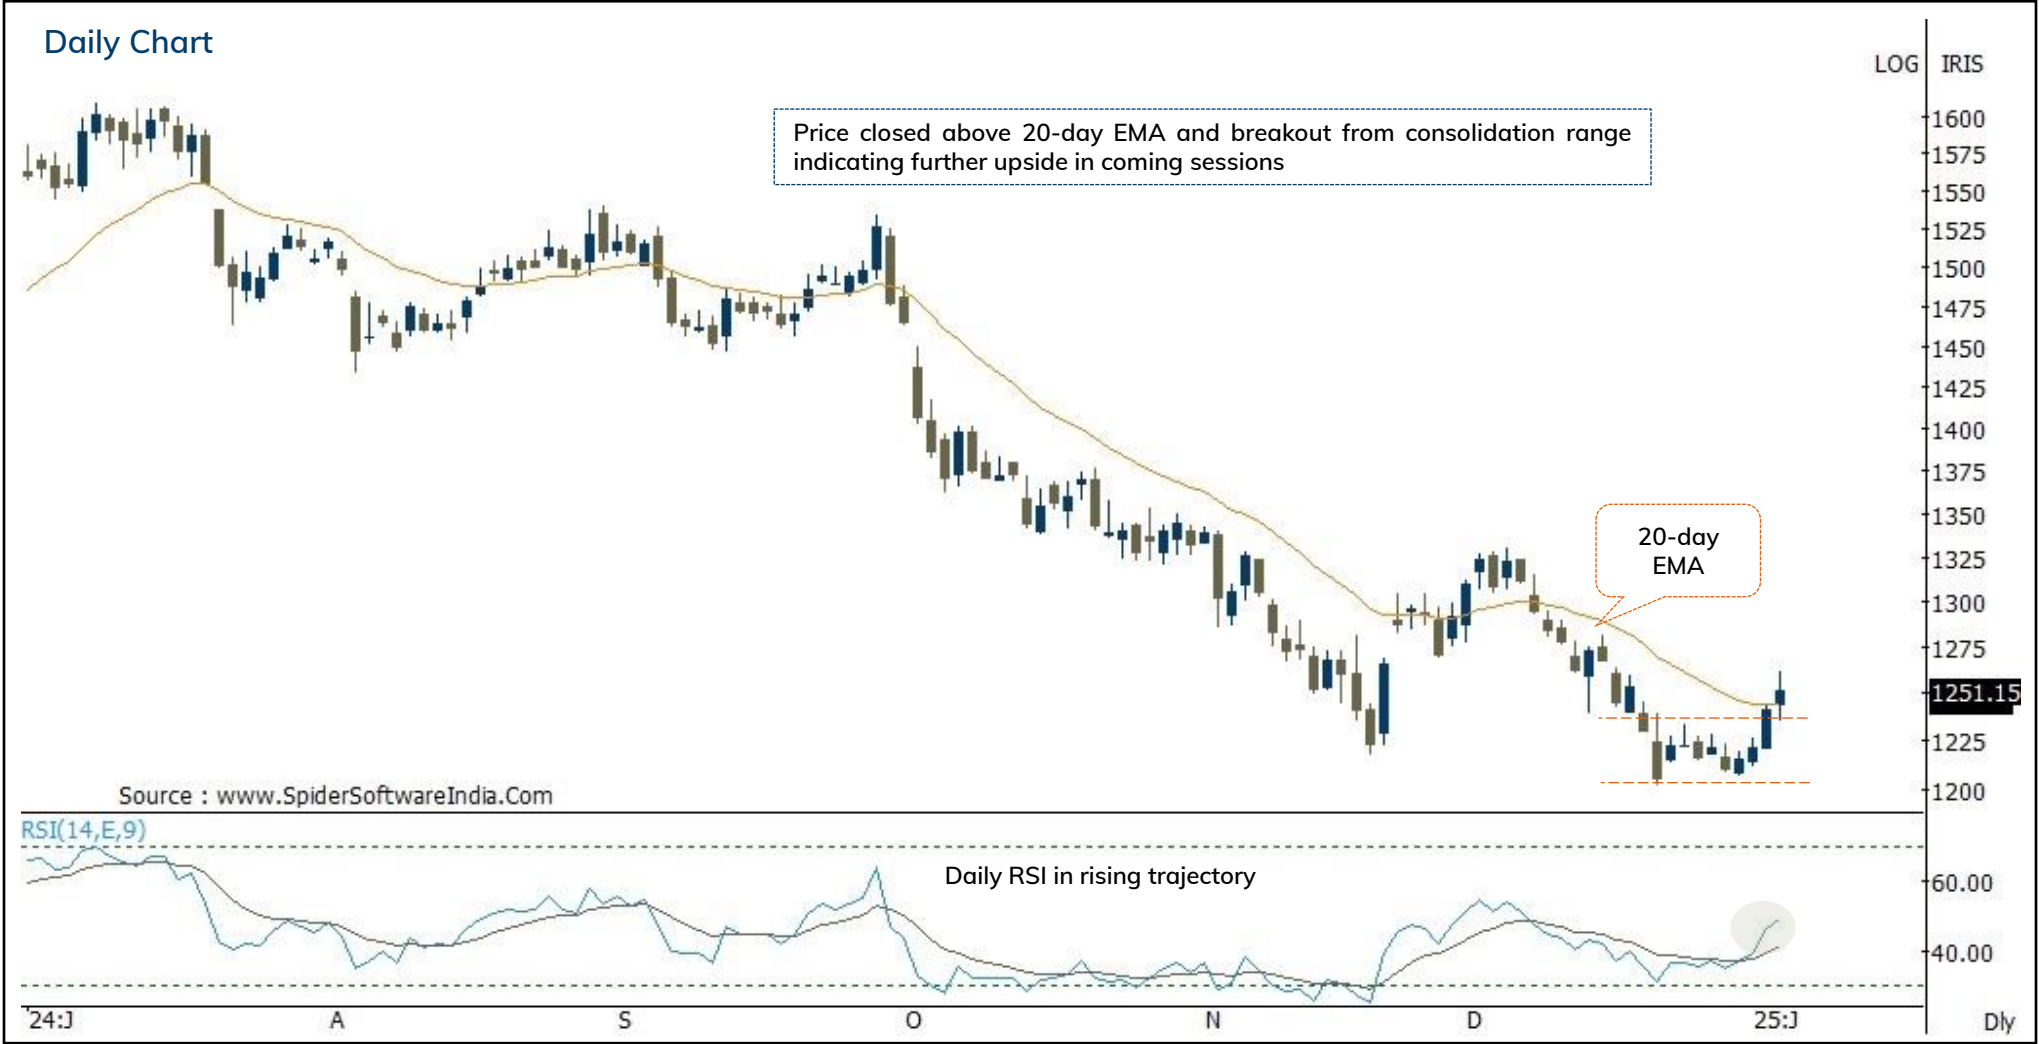 Daily Chart
LOG IRIS
Price closed above 20-day EMA and breakout from consolidation range
indicating further upside in coming sessions
1600
1575
1550
1525
1500
1475
1450
1425
1400
1375
1350
1325
1300
1275
1251.15
1225
1200
20-day
EMA
Source : www.SpiderSoftwareIndia.Com
RSI(14,E,9)
Daily RSI in rising trajectory
60.00
40.00
24:J A S O N D 25:J Dly